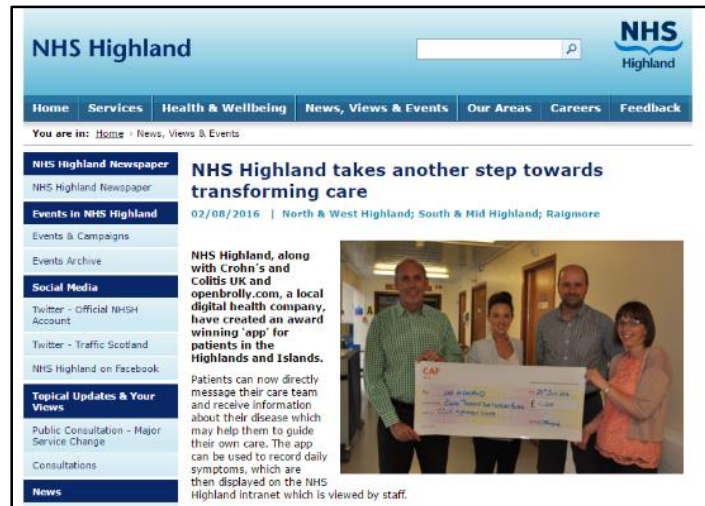 NHS Highland
NHS
Highland
Home Services Health & Wellbeing News, Views & Events Our Areas Careers Feedback
You are in: Home › News, Views & Events
NHS Highland Newspaper
NHS Highland Newspaper
Events in NHS Highland
Events & Campaigns
Events Archive
Social Media
Twitter - Official NHSH
Account
Twitter - Traffic Scotland
NHS Highland on Facebook
Topical Updates & Your
Views
Public Consultation - Major
Service Change
Consultations
News
NHS Highland takes another step towards
transforming care
02/08/2016 | North & West Highland; South & Mid Highland; Raigmore
NHS Highland, along
with Crohn's and
Colitis UK and
openbrolly.com, a local
digital health company,
have created an award
winning 'app' for
patients in the
Highlands and Islands.
Patients can now directly
message their care team
and receive information
about their disease which
may help them to guide
their own care. The app
can be used to record daily
symptoms, which are
then displayed on the NHS
Highland intranet which is viewed by staff.
CAF